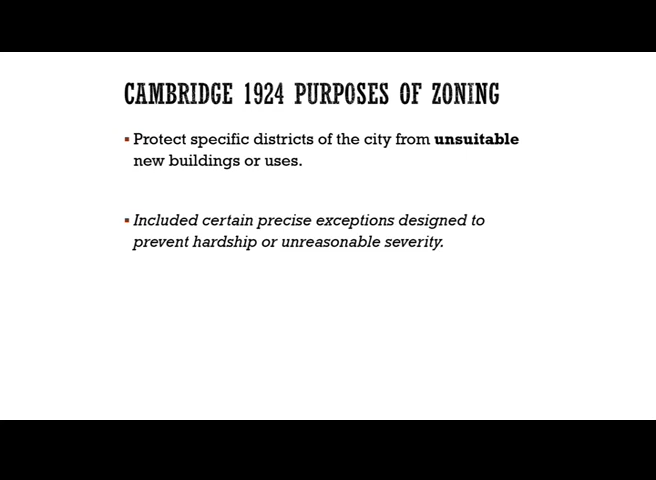 CAMBRIDGE 1924 PURPOSES OF ZONING
▪ Protect specific districts of the city from unsuitable
new buildings or uses.
▪ Included certain precise exceptions designed to
prevent hardship or unreasonable severity.